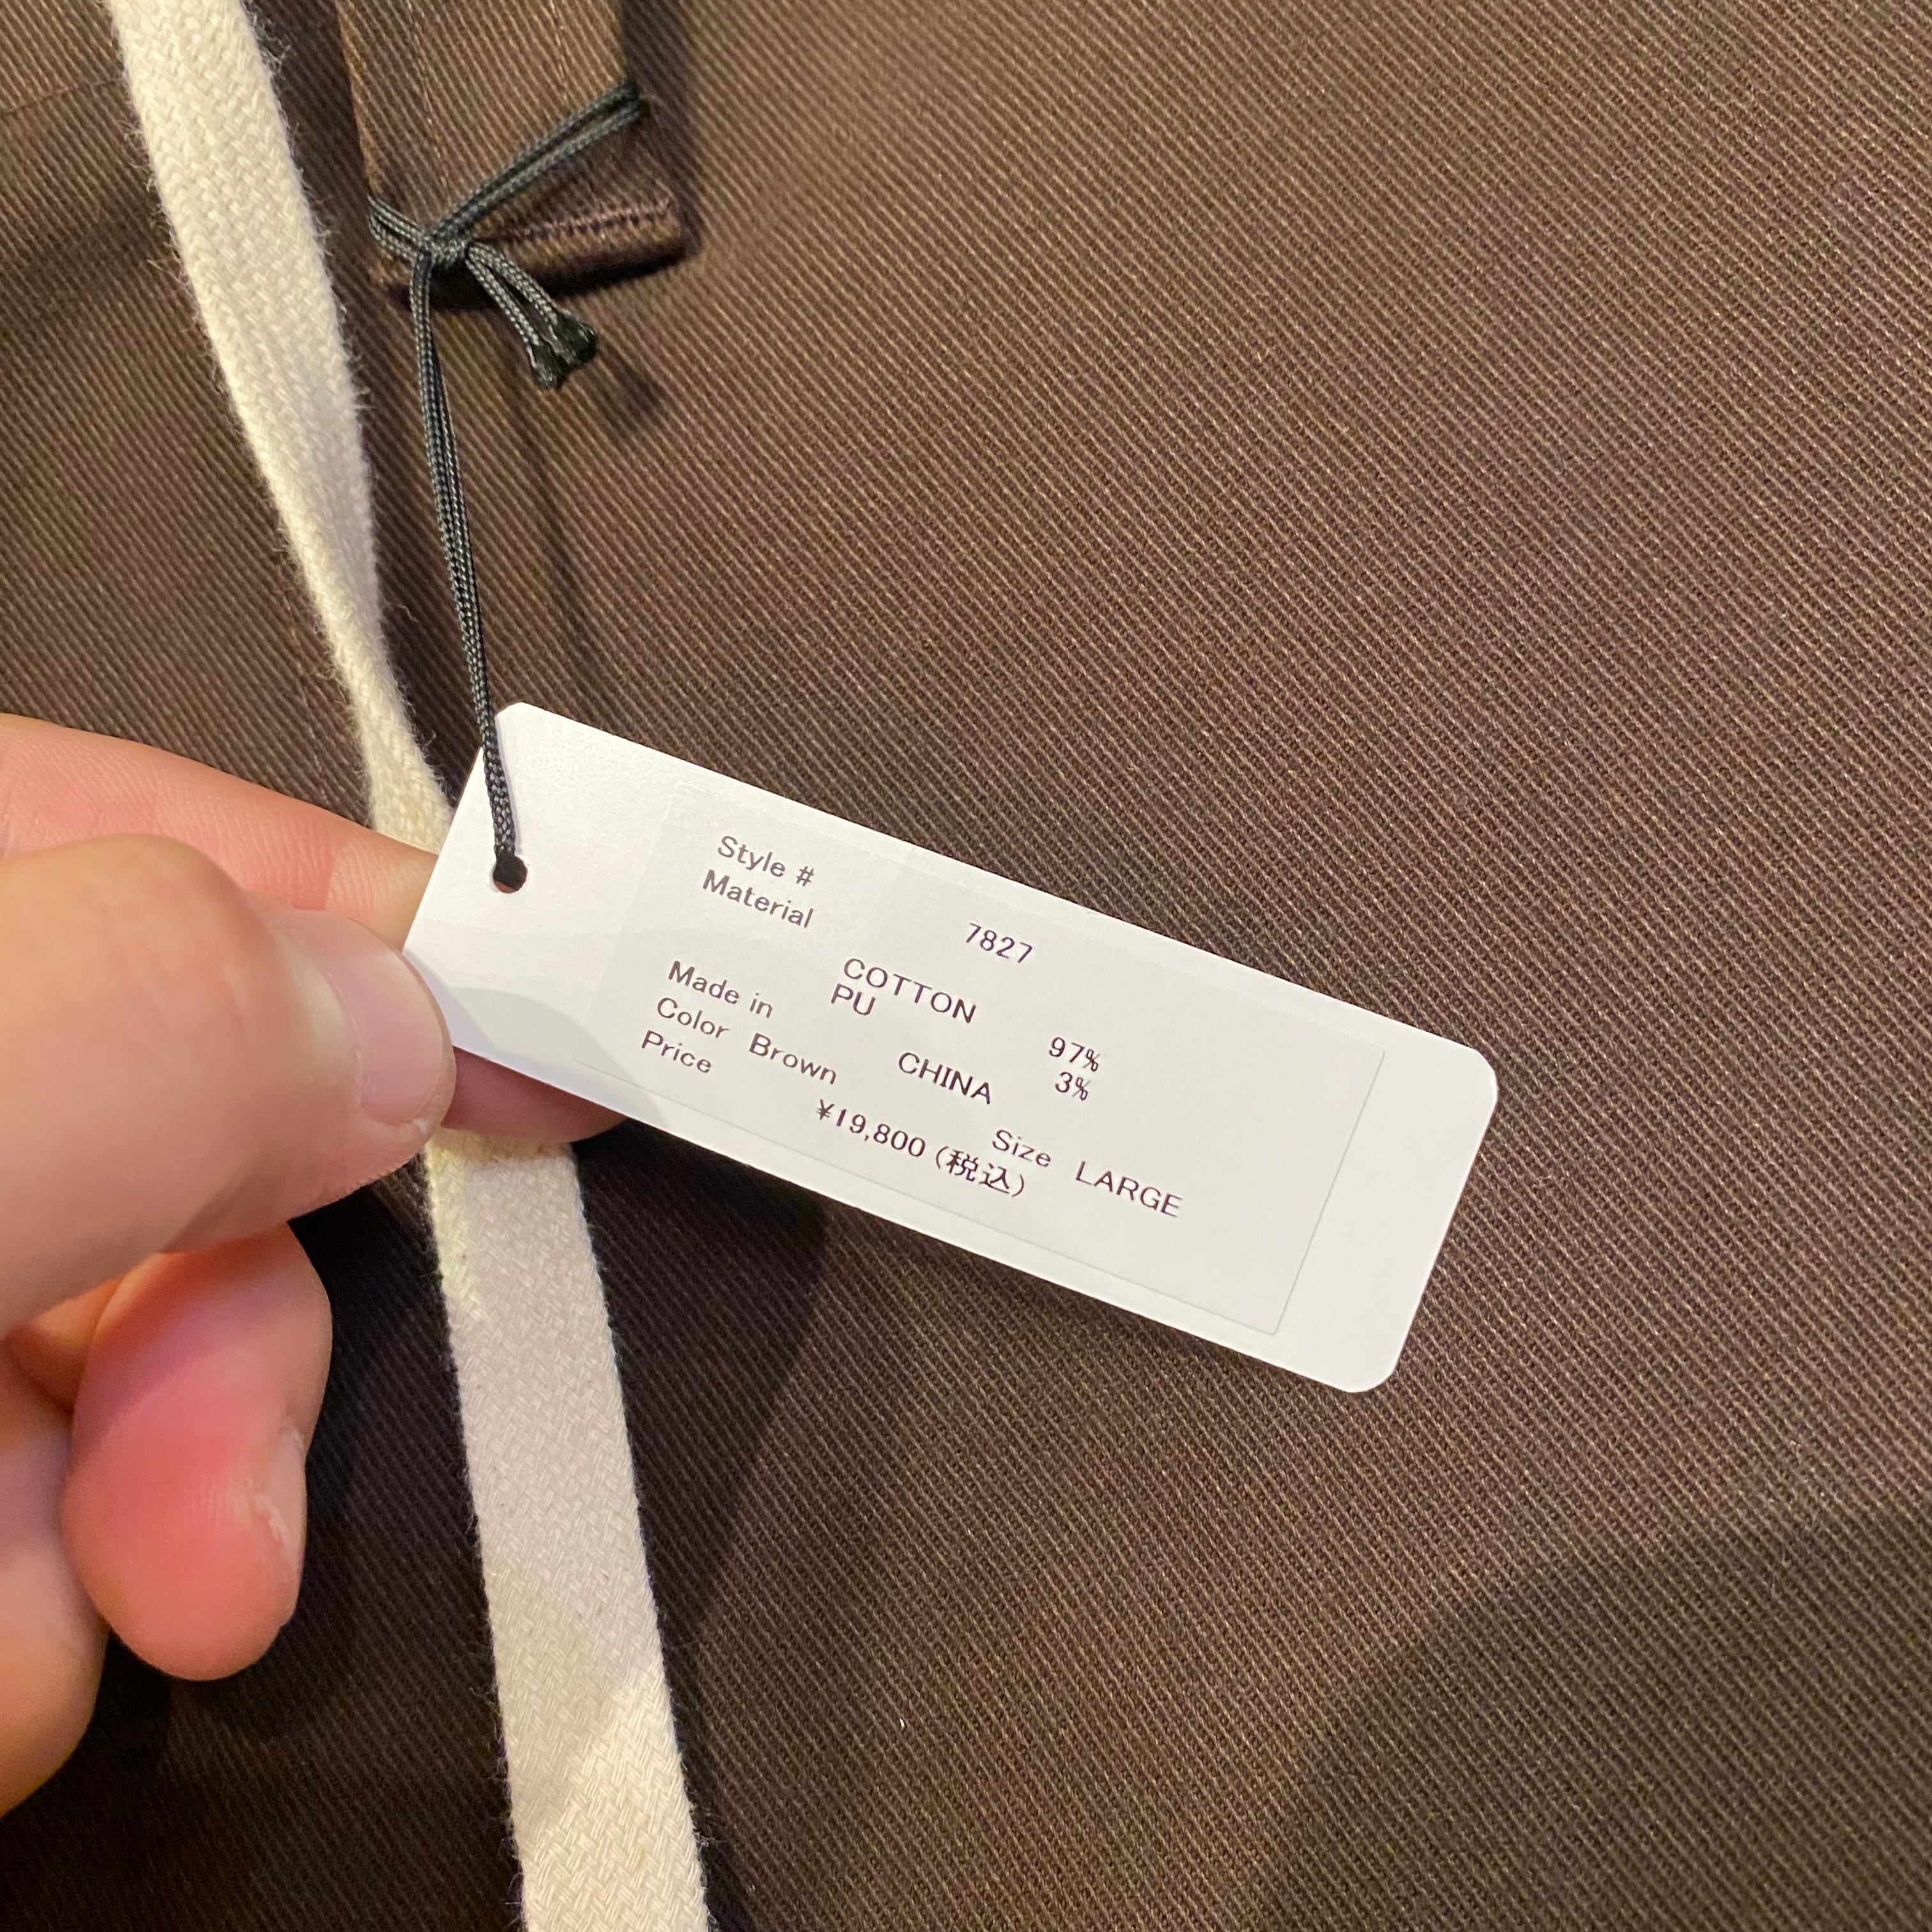 Style # 7827
Material
COTTON 97%
PU 3%
Made in CHINA
Color Brown Size LARGE
Price ¥19,800 (税込)